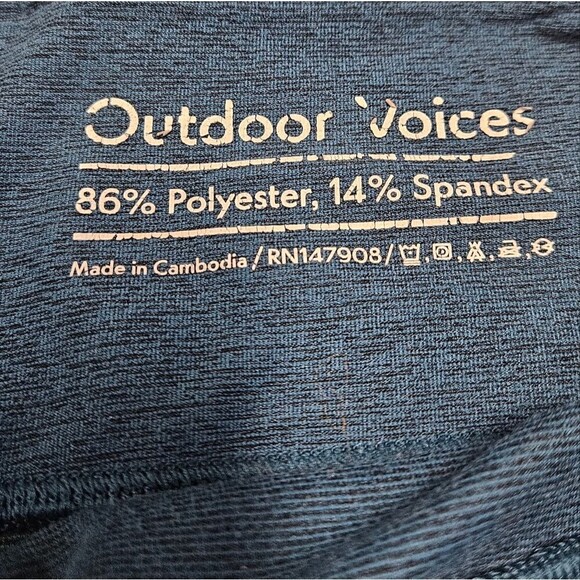 Outdoor Voices
86% Polyester, 14% Spandex
Made in Cambodia / RN147908 /